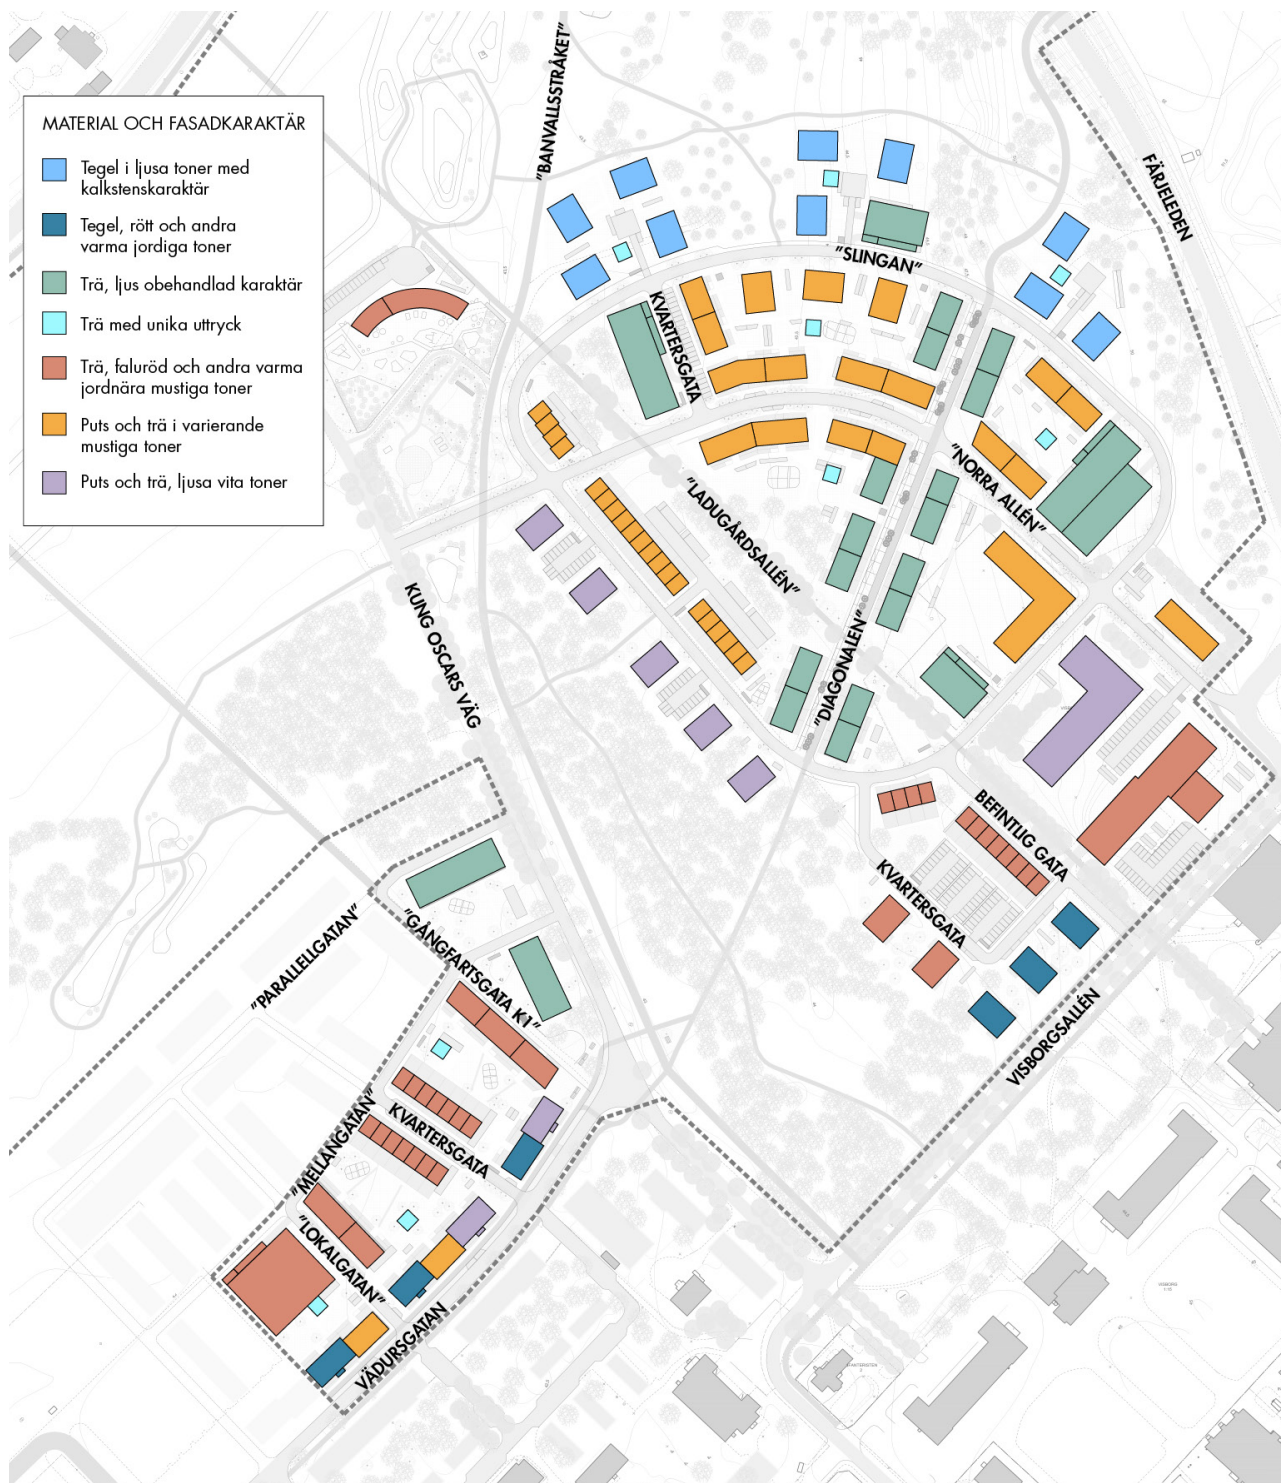 "BANVALLSSTRÅKET"
MATERIAL OCH FASADKARAKTÄR
Tegel i ljusa toner med
kalkstenskaraktär
Tegel, rött och andra
varma jordiga toner
Trä, ljus obehandlad karaktär
Trä med unika uttryck
Trä, faluröd och andra varma
jordnära mustiga toner
Puts och trä i varierande
mustiga toner
Puts och trä, ljusa vita toner
FÄRJELEDEN
"SLINGAN"
KVARTERSGATA
"NORRA ALLÉN"
"LADUGÅRDSALLÉN"
KUNG OSCARS VÄG
"DIAGONALEN"
BEFINTLIG GATA
KVARTERSGATA
"PARALLELLGATAN"
"GÅNGFARTSGATA K1"
VISBORGSALLÉN
"MELLANGATAN"
KVARTERSGATA
"LOKALGATAN"
VÄDURSGATAN